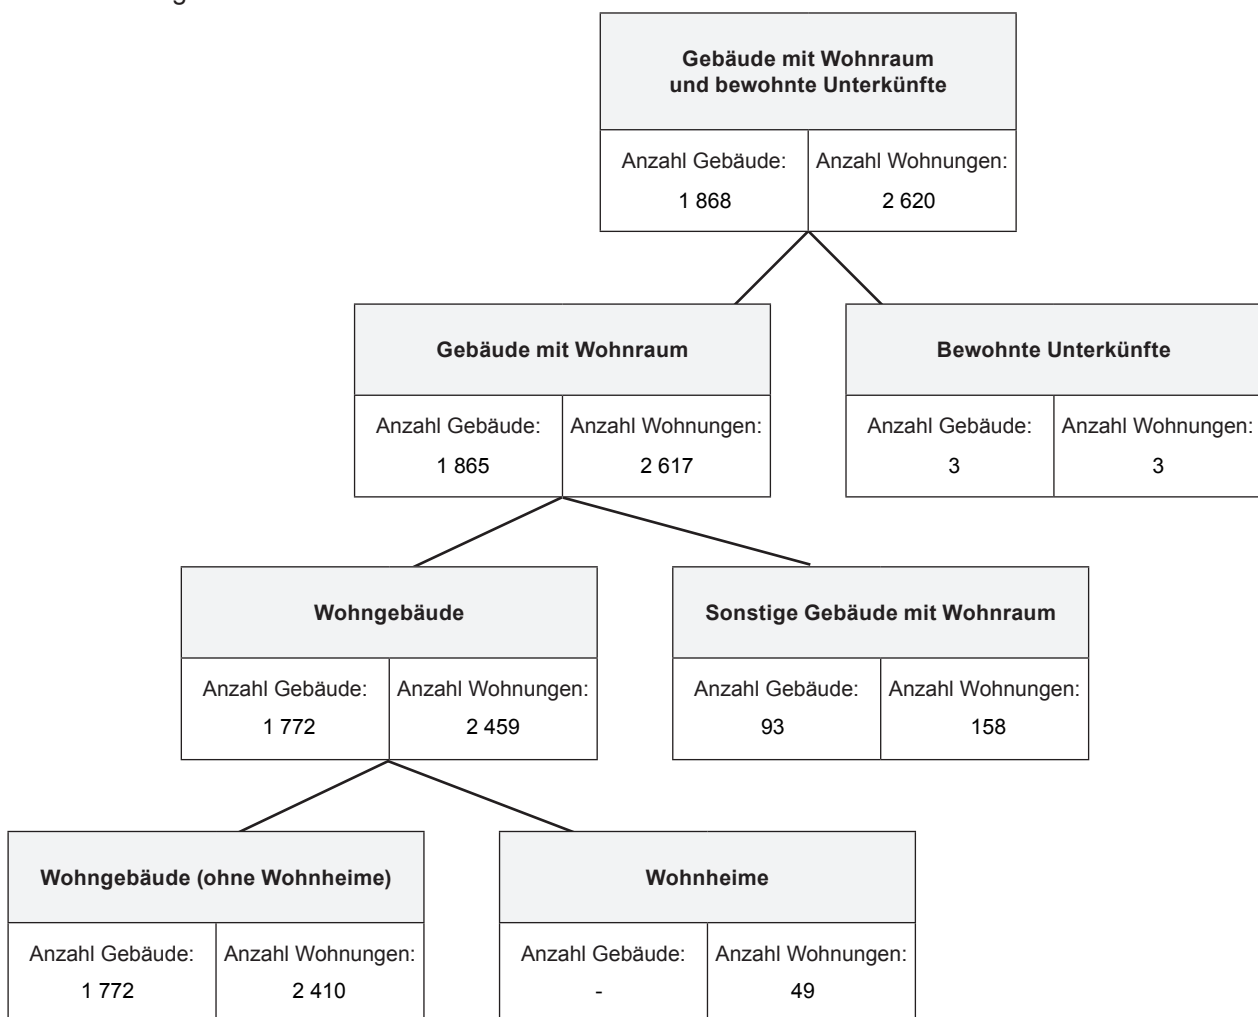 Gebäude mit Wohnraum
und bewohnte Unterkünfte
Anzahl Gebäude:
Anzahl Wohnungen:
1 868
2 620
Gebäude mit Wohnraum
Bewohnte Unterkünfte
Anzahl Gebäude:
Anzahl Wohnungen:
Anzahl Gebäude:
Anzahl Wohnungen:
1 865
2 617
3
3
Wohngebäude
Sonstige Gebäude mit Wohnraum
Anzahl Gebäude:
Anzahl Wohnungen:
Anzahl Gebäude:
Anzahl Wohnungen:
1 772
2 459
93
158
Wohngebäude (ohne Wohnheime)
Wohnheime
Anzahl Gebäude:
Anzahl Wohnungen:
Anzahl Gebäude:
Anzahl Wohnungen:
1 772
2 410
-
49